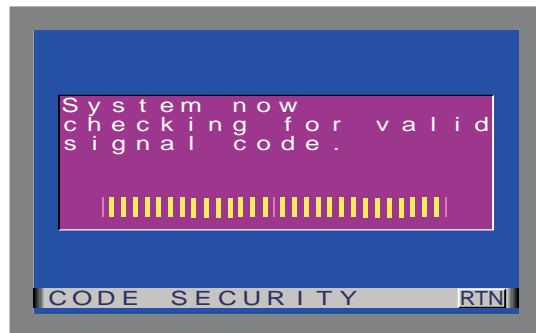 System now
checking for valid
signal code.
CODE SECURITY RTN